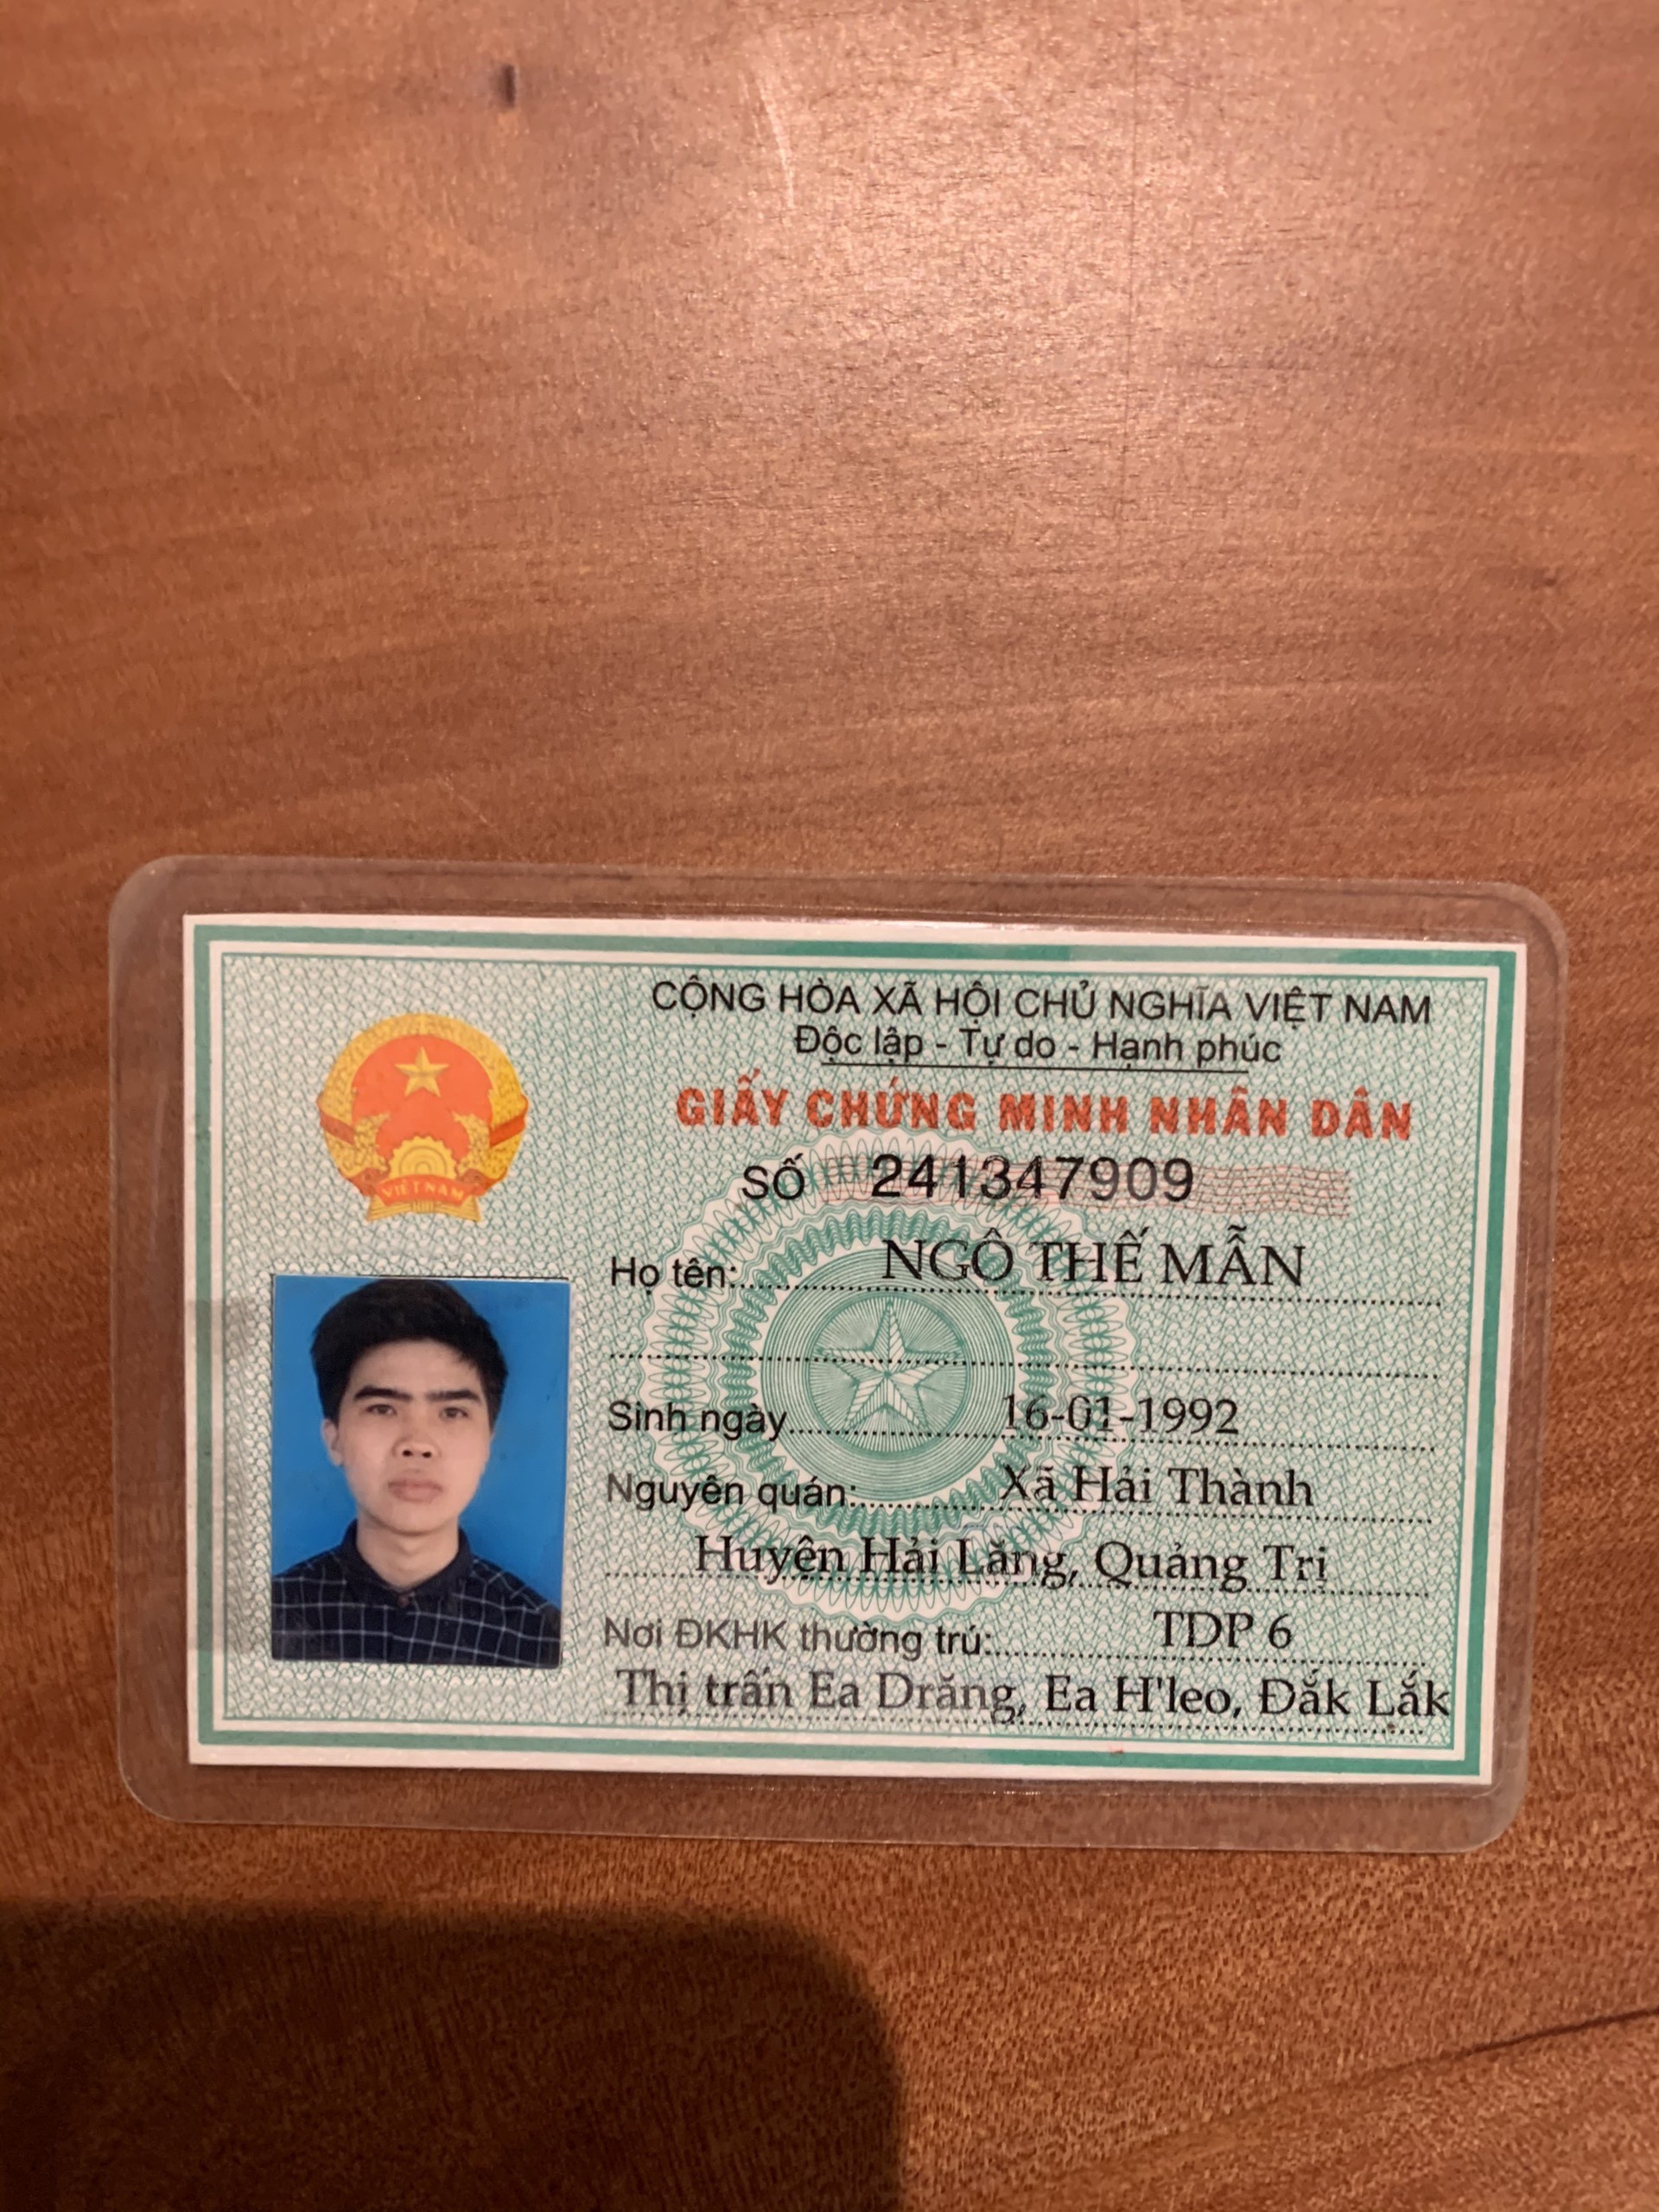 CỘNG HÒA XÃ HỘI CHỦ NGHĨA VIỆT NAM
Độc lập - Tự do - Hạnh phúc
GIẤY CHỨNG MINH NHÂN DÂN
SỐ 241347909
VIỆT NAM
Họ tên: NGÔ THẾ MẪN
Sinh ngày 16-01-1992
Nguyên quán: Xã Hải Thành
Huyện Hải Lăng, Quảng Trị
Nơi ĐKHK thường trú: TDP 6
Thị trấn Ea Drăng, Ea H'leo, Đắk Lắk